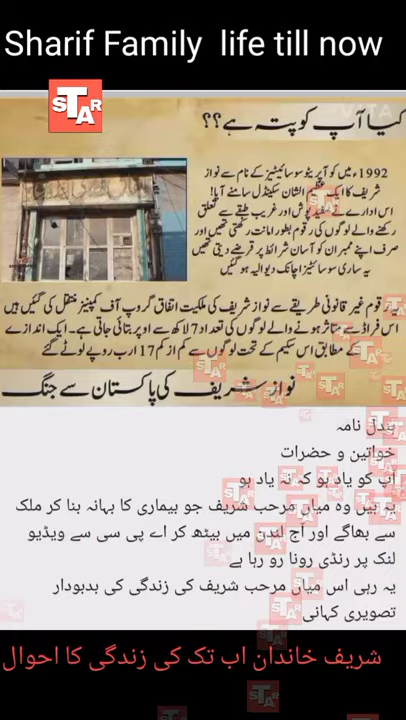 Sharif Family life till now
STAR
کیا آپ کو پتہ ہے؟؟
1992ء میں کو آپریٹو سوسائیٹیز کے نام سے نواز
شریف کا ایک عظیم الشان سکینڈل سامنے آیا!
اس ادارے نے سفید پوش اور غریب طبقے سے تعلق
رکھنے والے لوگوں کی رقوم بطور امانت رکھتی تھیں اور
صرف اپنے ممبران کو آسان شرائط پر قرضے دیتی تھیں
یہ ساری سوسائٹیز اچانک دیوالیہ ہو گئیں
یہ رقوم غیر قانونی طریقے سے نواز شریف کی ملکیت اتفاق گروپ آف کمپنیز منتقل کی گئیں ہیں
اس فراڈ سے متاثر ہونے والے لوگوں کی تعداد 7 لاکھ سے اوپر بتائی جاتی ہے۔ ایک اندازے
کے مطابق اس سکیم کے تحت لوگوں سے کم از کم 17 ارب روپے لوٹے گئے
نواز شریف کی پاکستان سے جنگ
بندل نامہ
خواتین و حضرات
آپ کو یاد ہو کہ نہ یاد ہو
یہ ہیں وہ میاں مرحب شریف جو بیماری کا بہانہ بنا کر ملک
سے بھاگے اور آج لندن میں بیٹھ کر اے پی سی سے ویڈیو
لنک پر رنڈی رونا رو رہا ہے
یہ رہی اس میاں مرحب شریف کی زندگی کی بدبودار
تصویری کہانی
شریف خاندان اب تک کی زندگی کا احوال